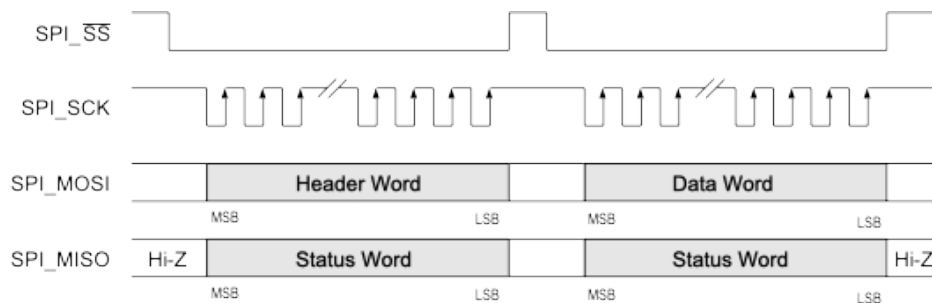 SPI_SS
SPI_SCK
SPI_MOSI Header Word Data Word
MSB LSB MSB LSB
SPI_MISO Hi-Z Status Word Status Word Hi-Z
MSB LSB MSB LSB